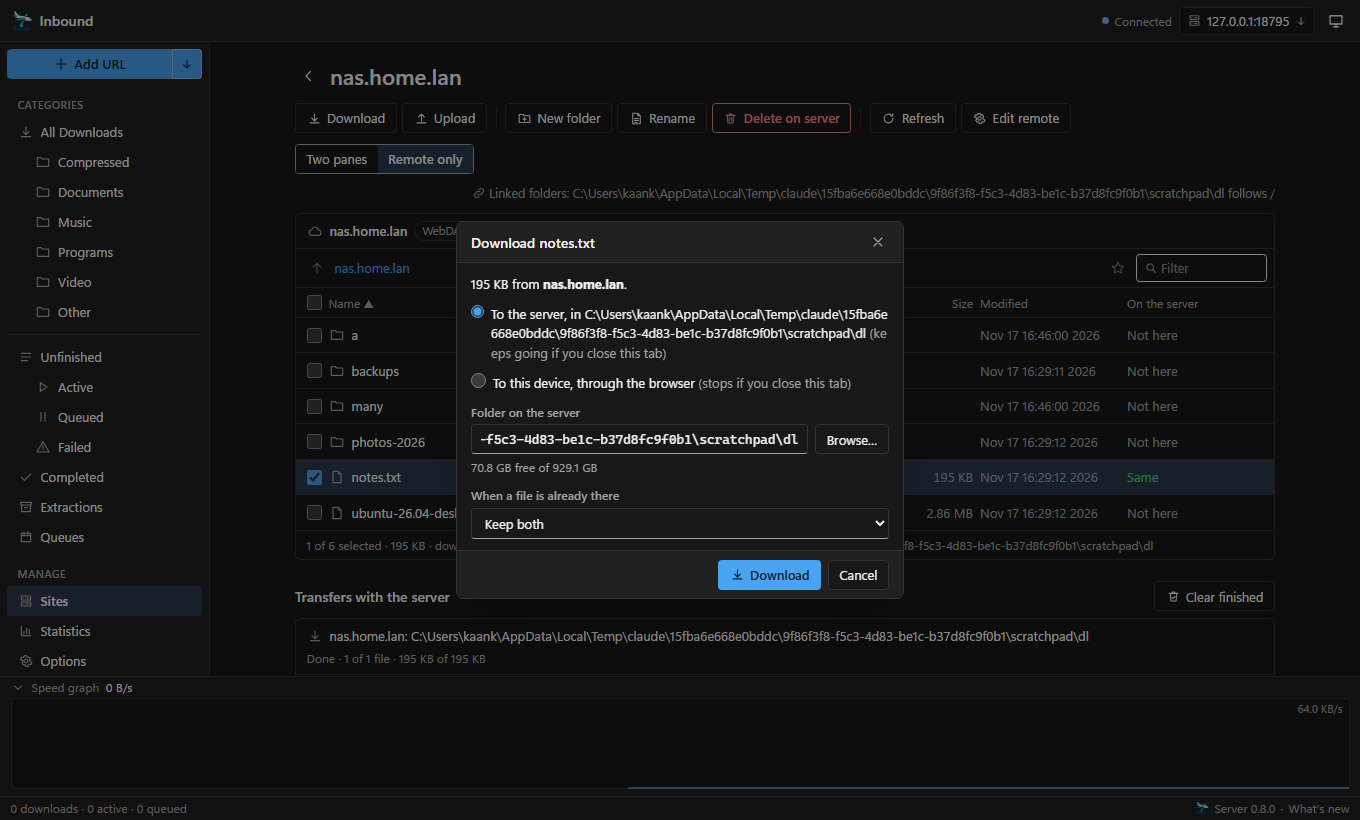 Inbound
Connected
127.0.0.1:18795
Add URL
CATEGORIES
All Downloads
Compressed
Documents
Music
Programs
Video
Other
Unfinished
Active
Queued
Failed
Completed
Extractions
Queues
MANAGE
Sites
Statistics
Options
nas.home.lan
Download
Upload
New folder
Rename
Delete on server
Refresh
Edit remote
Two panes
Remote only
Linked folders: C:\Users\kaank\AppData\Local\Temp\claude\15fba6e668e0bddc\9f86f3f8-f5c3-4d83-be1c-b37d8fc9f0b1\scratchpad\dl follows /
nas.home.lan
nas.home.lan
Filter
Name
Size
Modified
On the server
a
Nov 17 16:46:00 2026
Not here
backups
Nov 17 16:29:11 2026
Not here
many
Nov 17 16:46:00 2026
Not here
photos-2026
Nov 17 16:29:12 2026
Not here
notes.txt
195 KB
Nov 17 16:29:12 2026
Same
2.86 MB
Nov 17 16:29:12 2026
Not here
1 of 6 selected · 195 KB ·
Download notes.txt
195 KB from nas.home.lan.
To the server, in C:\Users\kaank\AppData\Local\Temp\claude\15fba6e
668e0bddc\9f86f3f8-f5c3-4d83-be1c-b37d8fc9f0b1\scratchpad\dl (ke
eps going if you close this tab)
To this device, through the browser (stops if you close this tab)
Folder on the server
-f5c3-4d83-be1c-b37d8fc9f0b1\scratchpad\dl
Browse...
70.8 GB free of 929.1 GB
When a file is already there
Keep both
Download
Cancel
Transfers with the server
Clear finished
nas.home.lan: C:\Users\kaank\AppData\Local\Temp\claude\15fba6e668e0bddc\9f86f3f8-f5c3-4d83-be1c-b37d8fc9f0b1\scratchpad\dl
Done · 1 of 1 file · 195 KB of 195 KB
Speed graph
0 B/s
64.0 KB/s
0 downloads · 0 active · 0 queued
Server 0.8.0 · What's new